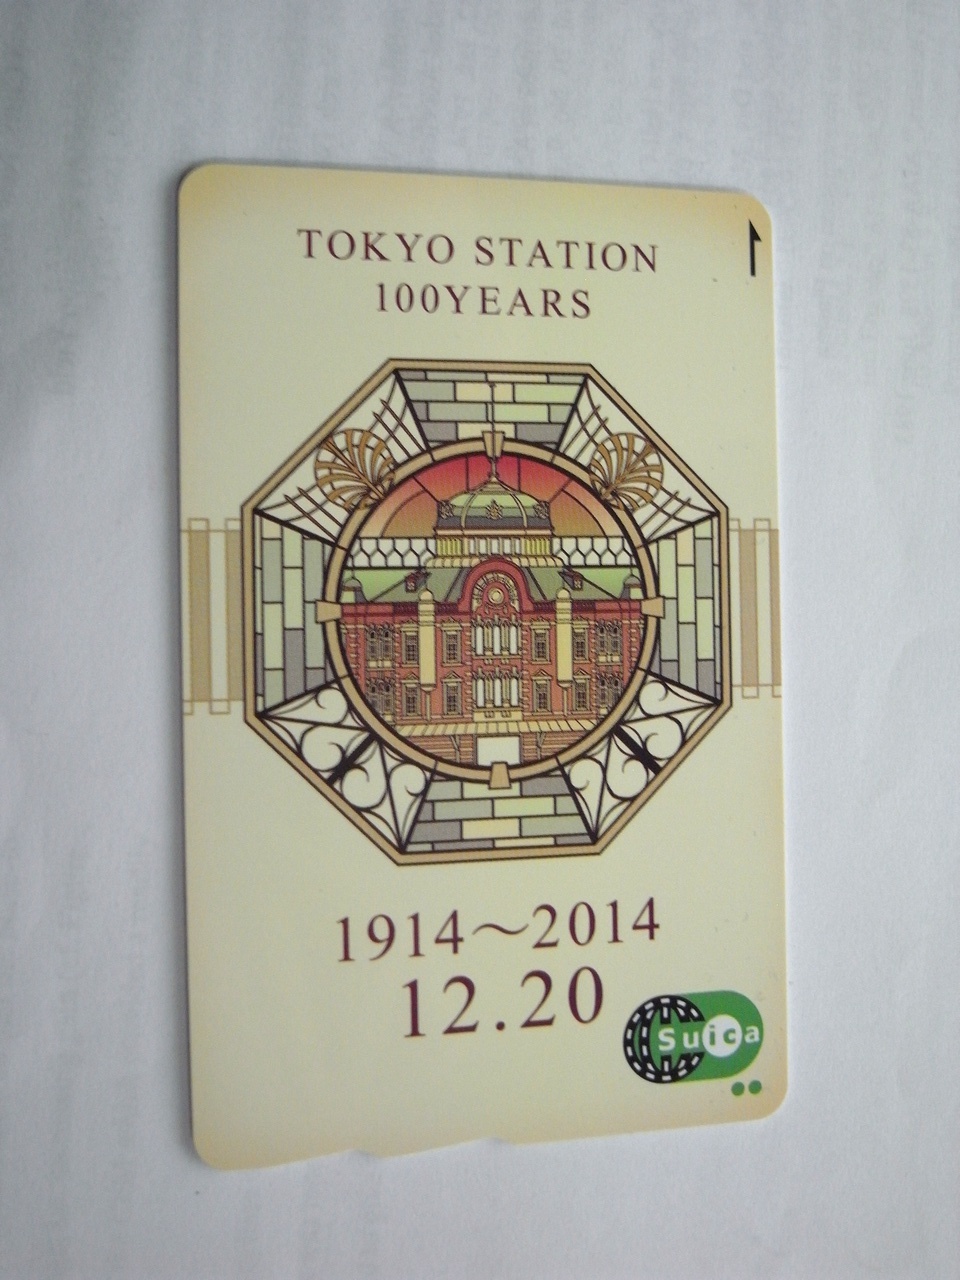 TOKYO STATION
100YEARS
1914～2014
12.20
Suica